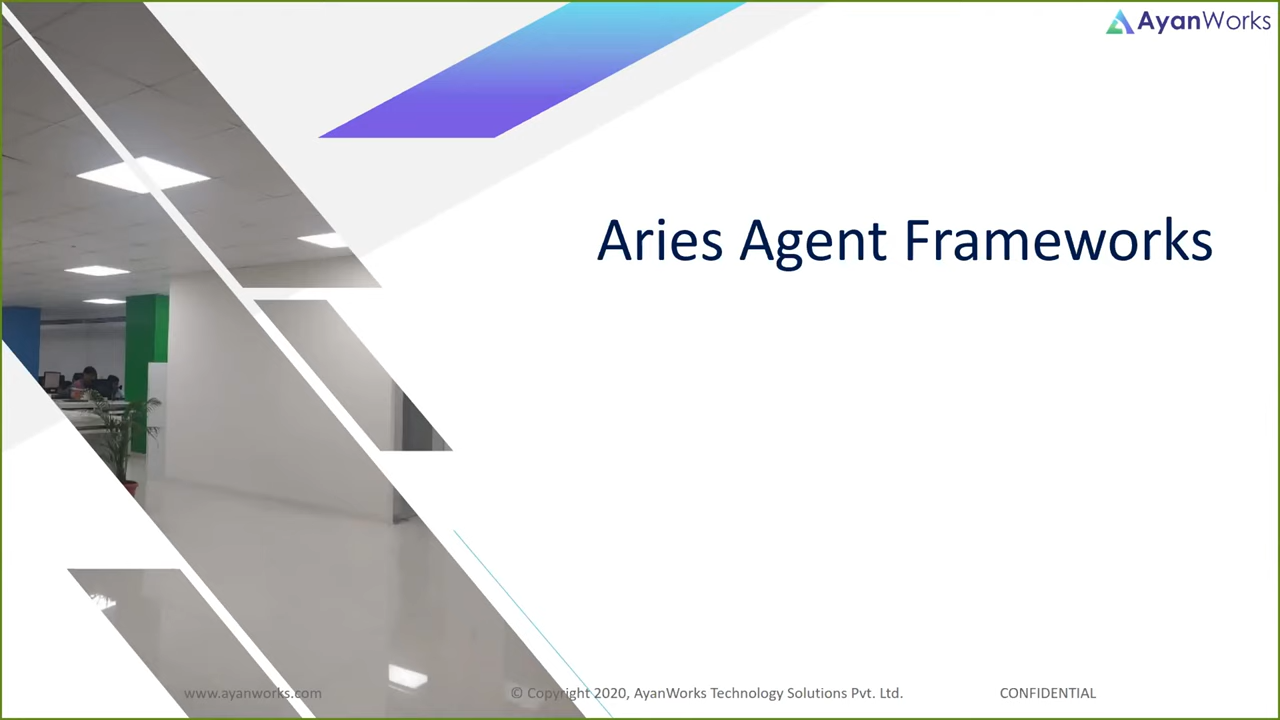 AyanWorks
Aries Agent Frameworks
www.ayanworks.com
© Copyright 2020, AyanWorks Technology Solutions Pvt. Ltd.
CONFIDENTIAL